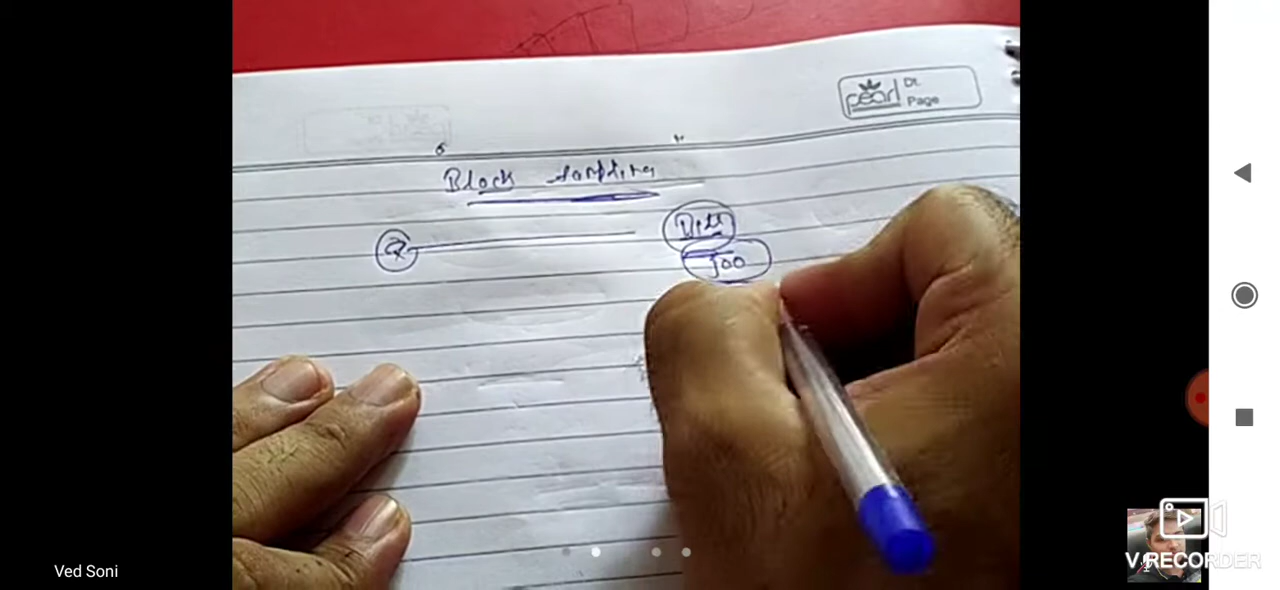 pearl
Dt.
Page
Block
Q
500
Ved Soni
V RECORDER